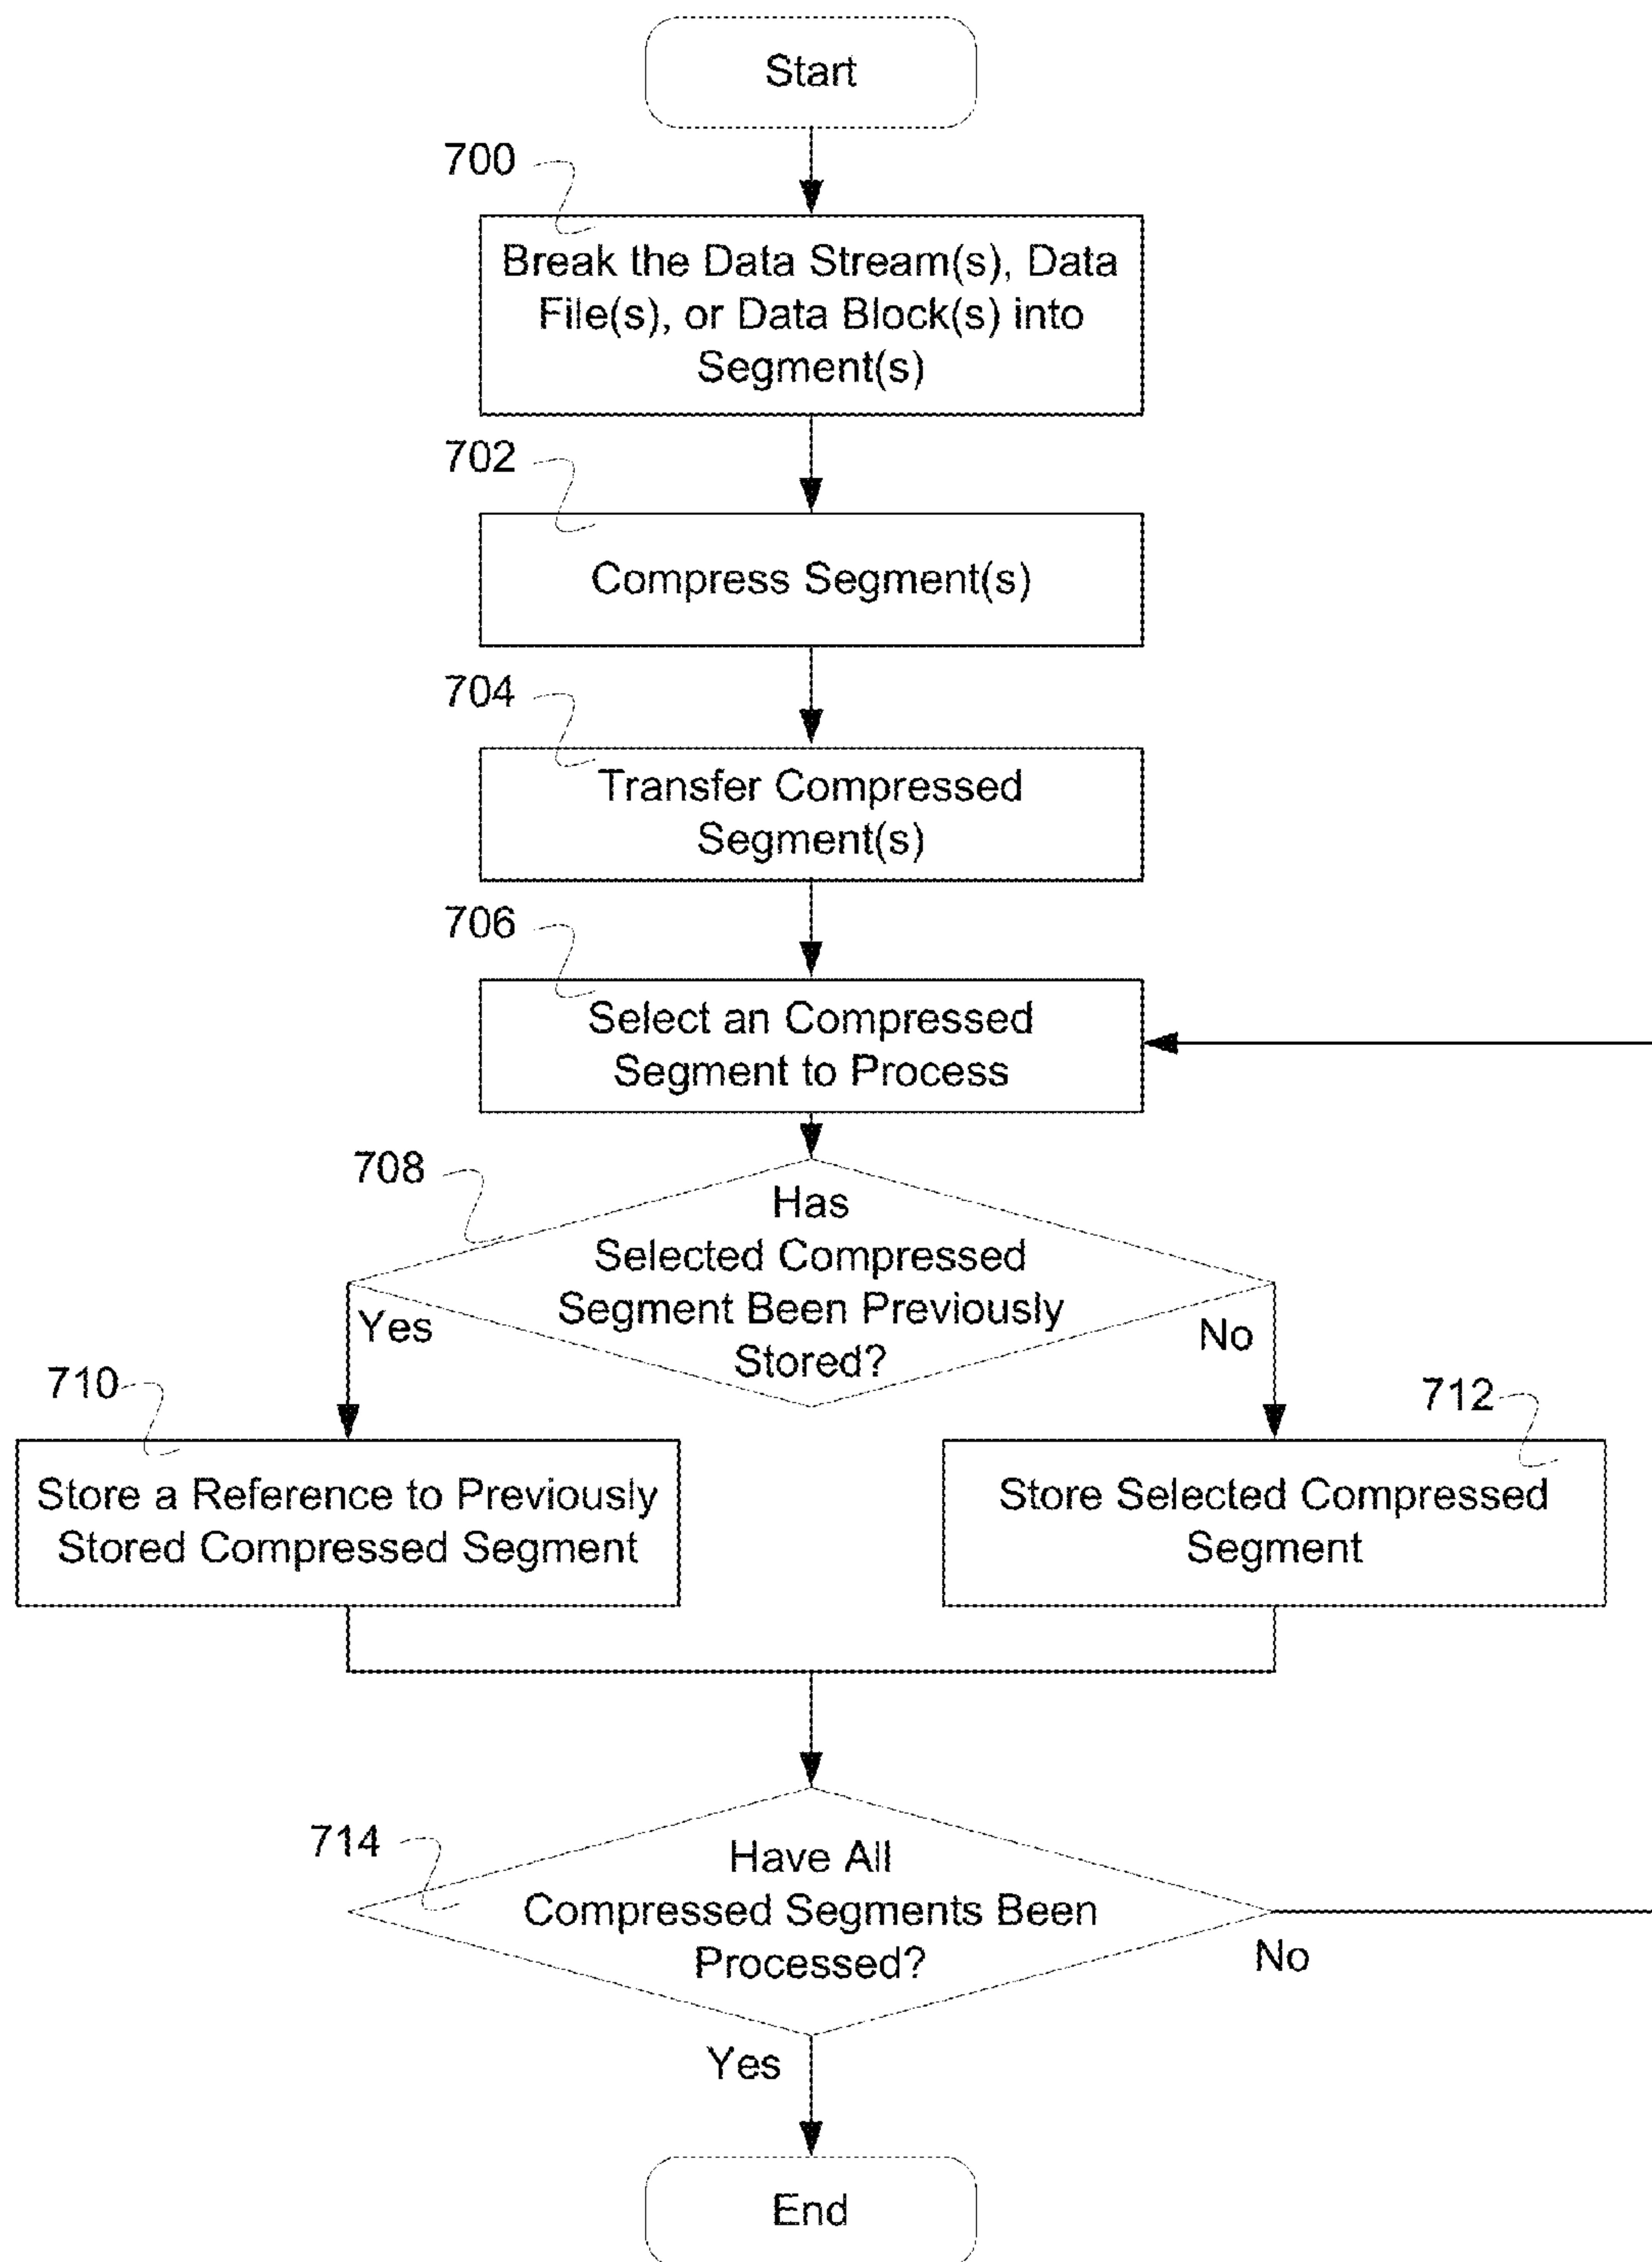 Start
700
Break the Data Stream(s), Data
File(s), or Data Block(s) into
Segment(s)
702
Compress Segment(s)
704
Transfer Compressed
Segment(s)
706
Select an Compressed
Segment to Process
708
Has
Selected Compressed
Segment Been Previously
Stored?
Yes
No
710
712
Store a Reference to Previously
Stored Compressed Segment
Store Selected Compressed
Segment
714
Have All
Compressed Segments Been
Processed?
No
Yes
End